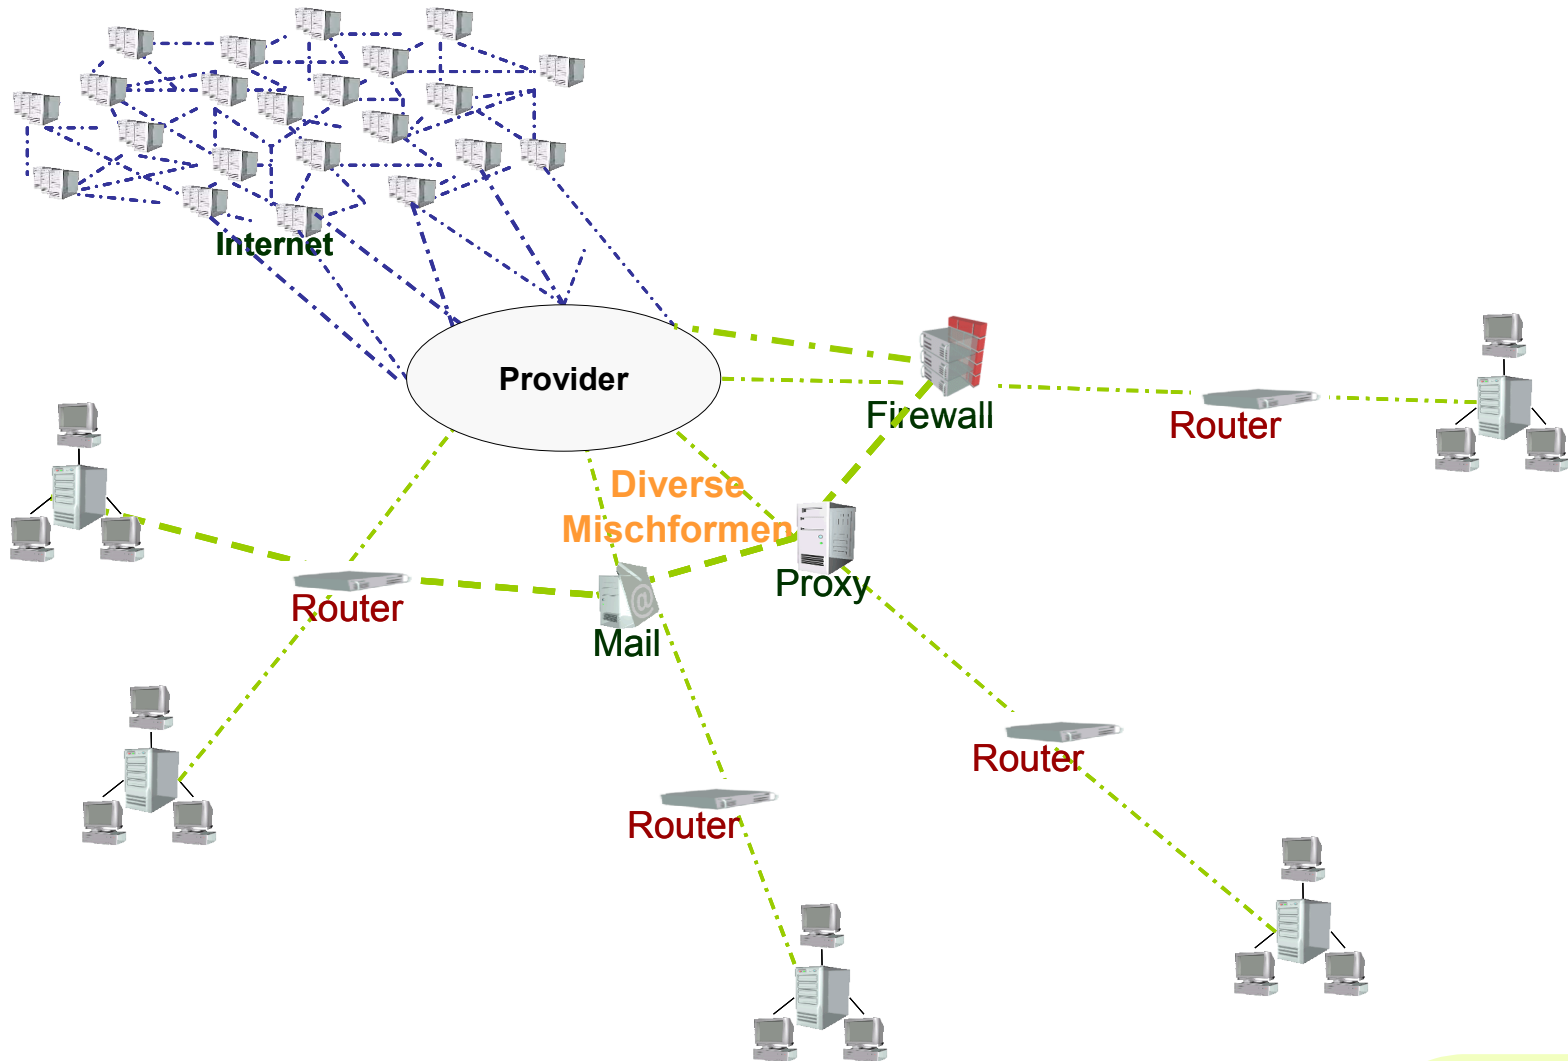 Internet
Provider
Firewall
Router
Diverse
Mischformen
Proxy
Router
Mail
Router
Router